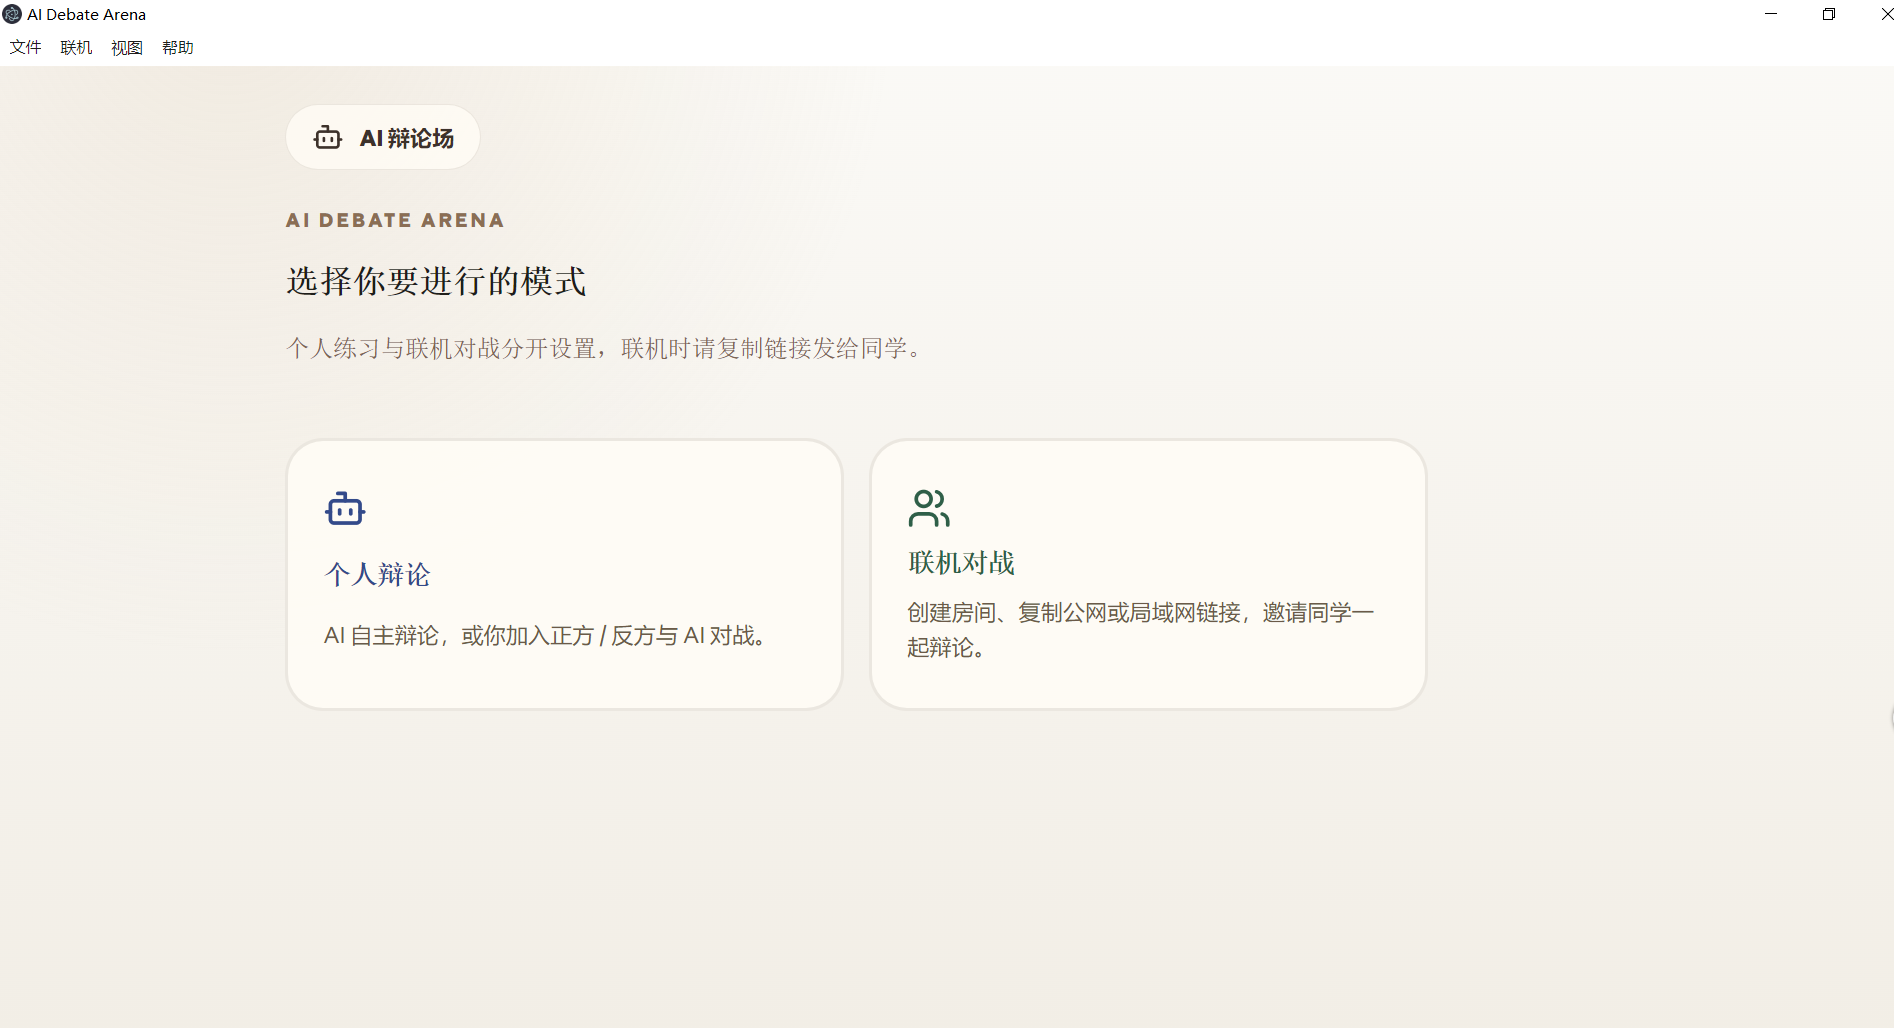 AI Debate Arena
文件 联机 视图 帮助
AI 辩论场
AI DEBATE ARENA
选择你要进行的模式
个人练习与联机对战分开设置，联机时请复制链接发给同学。
个人辩论
AI 自主辩论，或你加入正方 / 反方与 AI 对战。
联机对战
创建房间、复制公网或局域网链接，邀请同学一
起辩论。